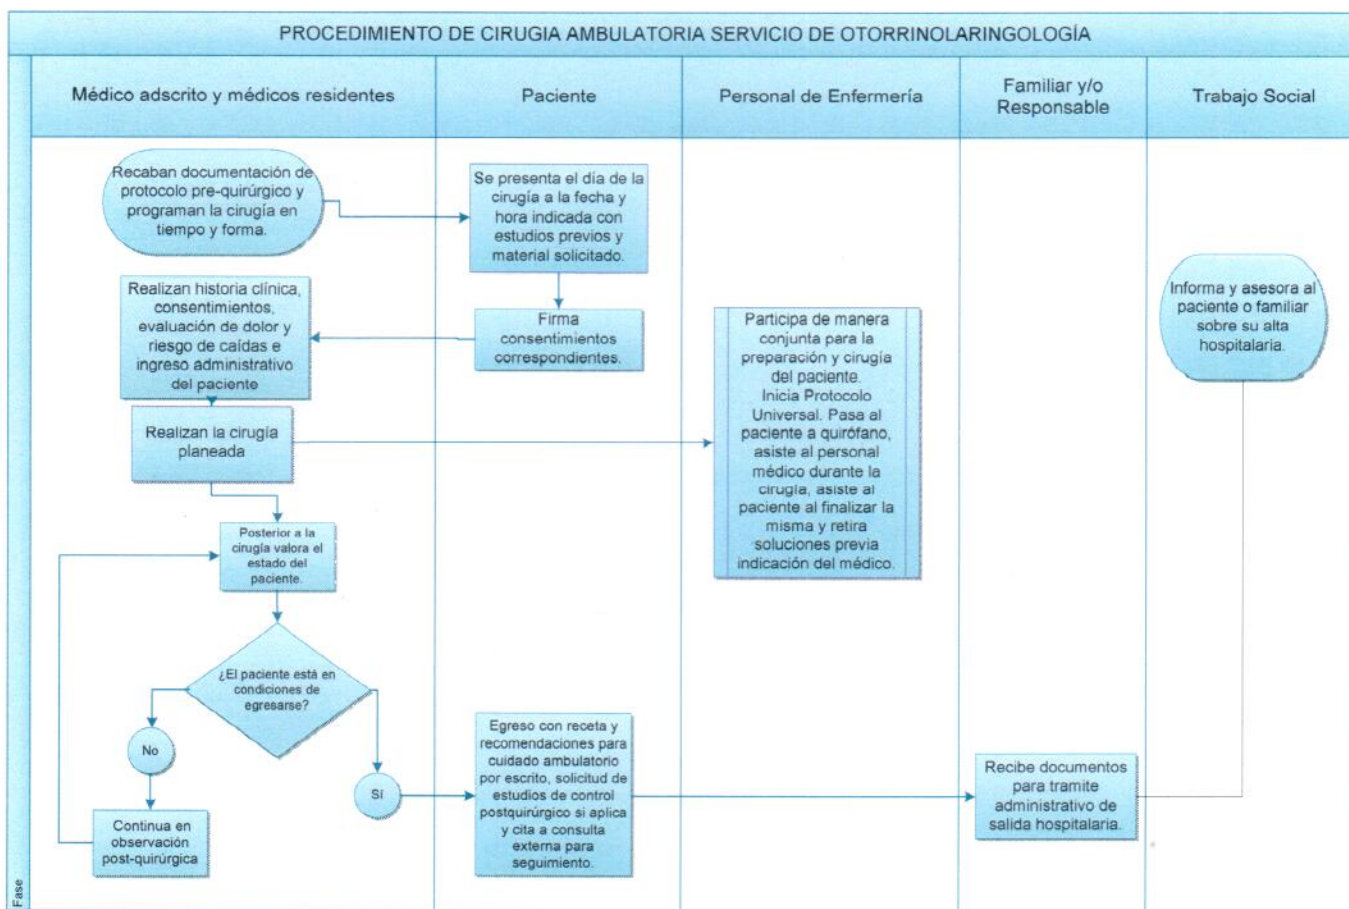 PROCEDIMIENTO DE CIRUGIA AMBULATORIA SERVICIO DE OTORRINOLARINGOLOGÍA
Médico adscrito y médicos residentes
Paciente
Personal de Enfermería
Familiar y/o
Responsable
Trabajo Social
Recaban documentación de
protocolo pre-quirúrgico y
programan la cirugía en
tiempo y forma.
Se presenta el día de la
cirugía a la fecha y
hora indicada con
estudios previos y
material solicitado.
Realizan historia clínica,
consentimientos,
evaluación de dolor y
riesgo de caídas e
ingreso administrativo
del paciente
Firma
consentimientos
correspondientes.
Participa de manera
conjunta para la
preparación y cirugía
del paciente.
Inicia Protocolo
Universal. Pasa al
paciente a quirófano,
asiste al personal
médico durante la
cirugía, asiste al
paciente al finalizar la
misma y retira
soluciones previa
indicación del médico.
Informa y asesora al
paciente o familiar
sobre su alta
hospitalaria.
Realizan la cirugía
planeada
Posterior a la
cirugía valora el
estado del
paciente.
¿El paciente está en
condiciones de
egresarse?
No
Sí
Continua en
observación
post-quirúrgica
Egreso con receta y
recomendaciones para
cuidado ambulatorio
por escrito, solicitud de
estudios de control
postquirúrgico si aplica
y cita a consulta
externa para
seguimiento.
Recibe documentos
para tramite
administrativo de
salida hospitalaria.
Fase